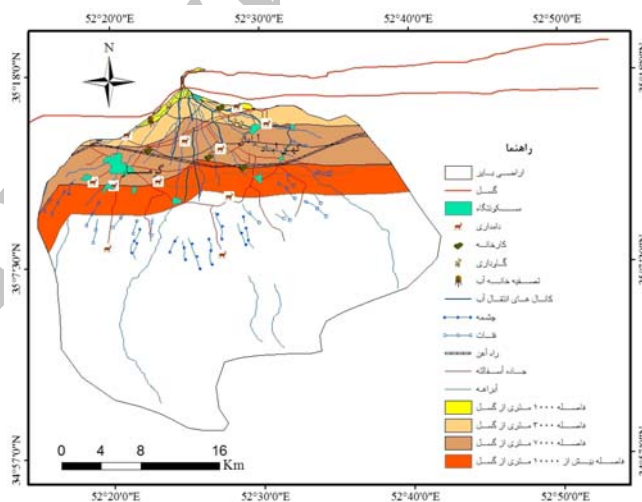 52°20'0"E 52°30'0"E 52°40'0"E 52°50'0"E
35°18'0"N
35°7'30"N
34°57'0"N
N
راهنما
اراضی بایر
گسل
سکونتگاه
دامداری
کارخانه
گاوداری
تصفیه خانه آب
کانال های انتقال آب
چشمه
قنات
راه آهن
جاده آسفالته
آبراهه
فاصله ۱۰۰۰ متری از گسل
فاصله ۳۰۰۰ متری از گسل
فاصله ۷۰۰۰ متری از گسل
فاصله بیش از ۱۰۰۰۰ متری از گسل
0 4 8 16
Km
52°20'0"E 52°30'0"E 52°40'0"E 52°50'0"E